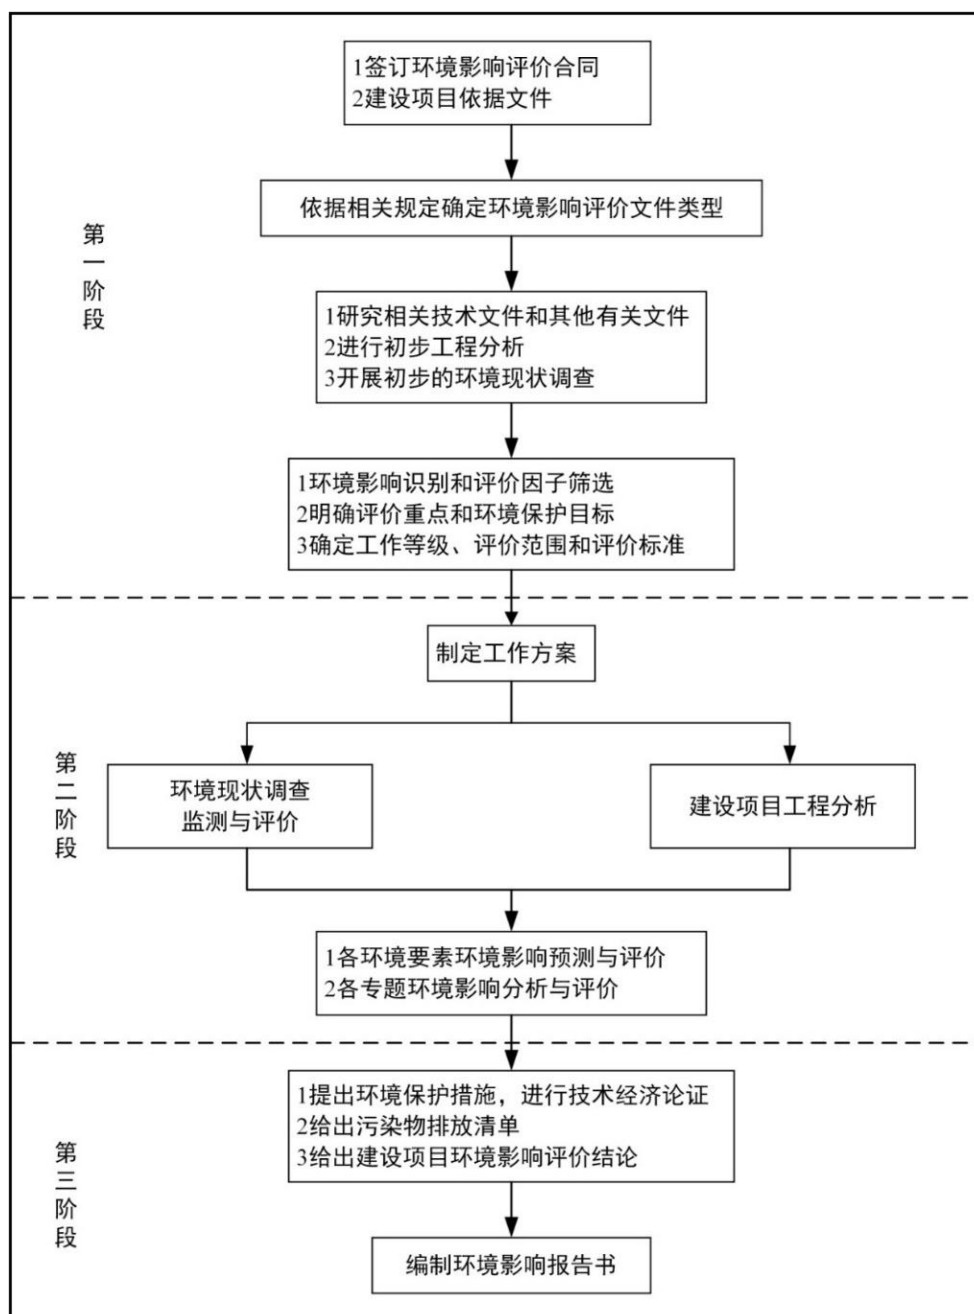 1签订环境影响评价合同
2建设项目依据文件
依据相关规定确定环境影响评价文件类型
第一阶段
1研究相关技术文件和其他有关文件
2进行初步工程分析
3开展初步的环境现状调查
1环境影响识别和评价因子筛选
2明确评价重点和环境保护目标
3确定工作等级、评价范围和评价标准
制定工作方案
第二阶段
环境现状调查
监测与评价
建设项目工程分析
1各环境要素环境影响预测与评价
2各专题环境影响分析与评价
第三阶段
1提出环境保护措施，进行技术经济论证
2给出污染物排放清单
3给出建设项目环境影响评价结论
编制环境影响报告书